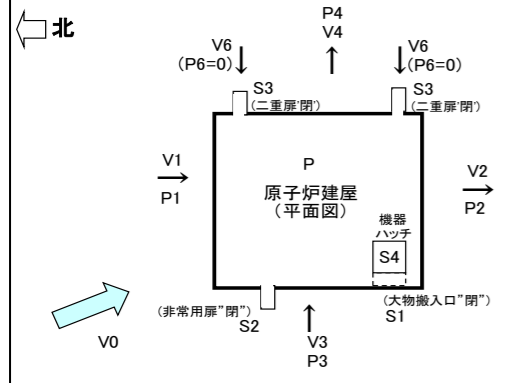 北
P4
V4
V6
(P6=0)
V6
(P6=0)
S3
(二重扉'閉')
S3
(二重扉'閉')
V1
P1
P
原子炉建屋
(平面図)
V2
P2
機器
ハッチ
S4
(非常用扉"閉")
S2
(大物搬入口"閉")
S1
V0
V3
P3